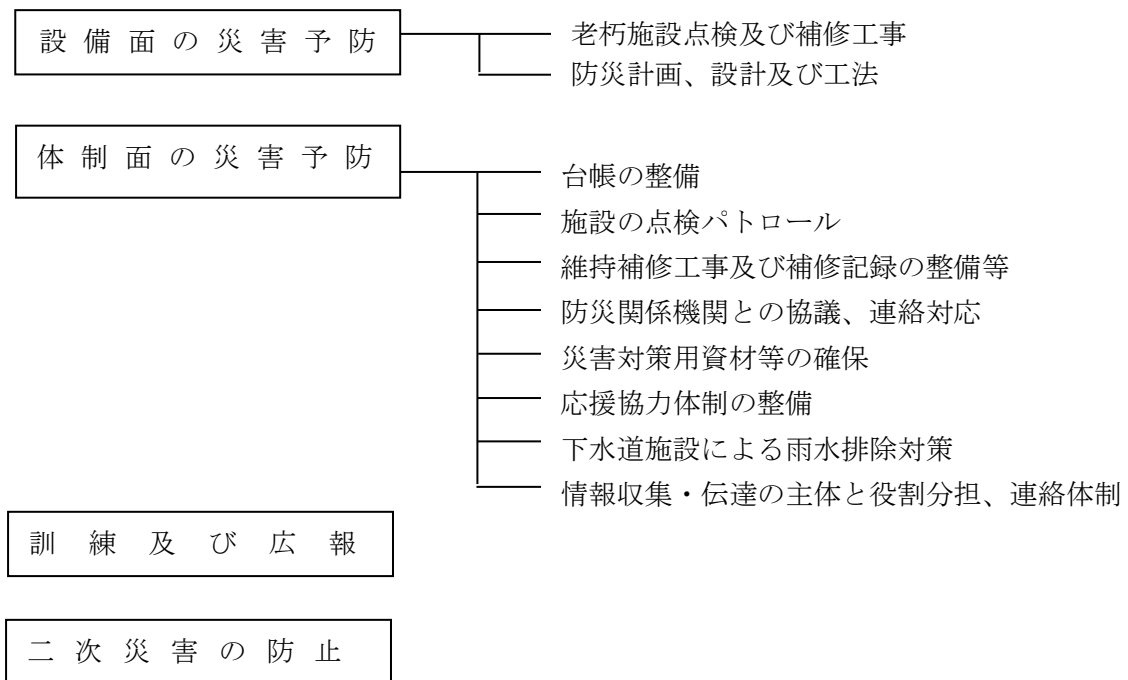 設備面の災害予防
老朽施設点検及び補修工事
防災計画、設計及び工法
体制面の災害予防
台帳の整備
施設の点検パトロール
維持補修工事及び補修記録の整備等
防災関係機関との協議、連絡対応
災害対策用資材等の確保
応援協力体制の整備
下水道施設による雨水排除対策
情報収集・伝達の主体と役割分担、連絡体制
訓練及び広報
二次災害の防止